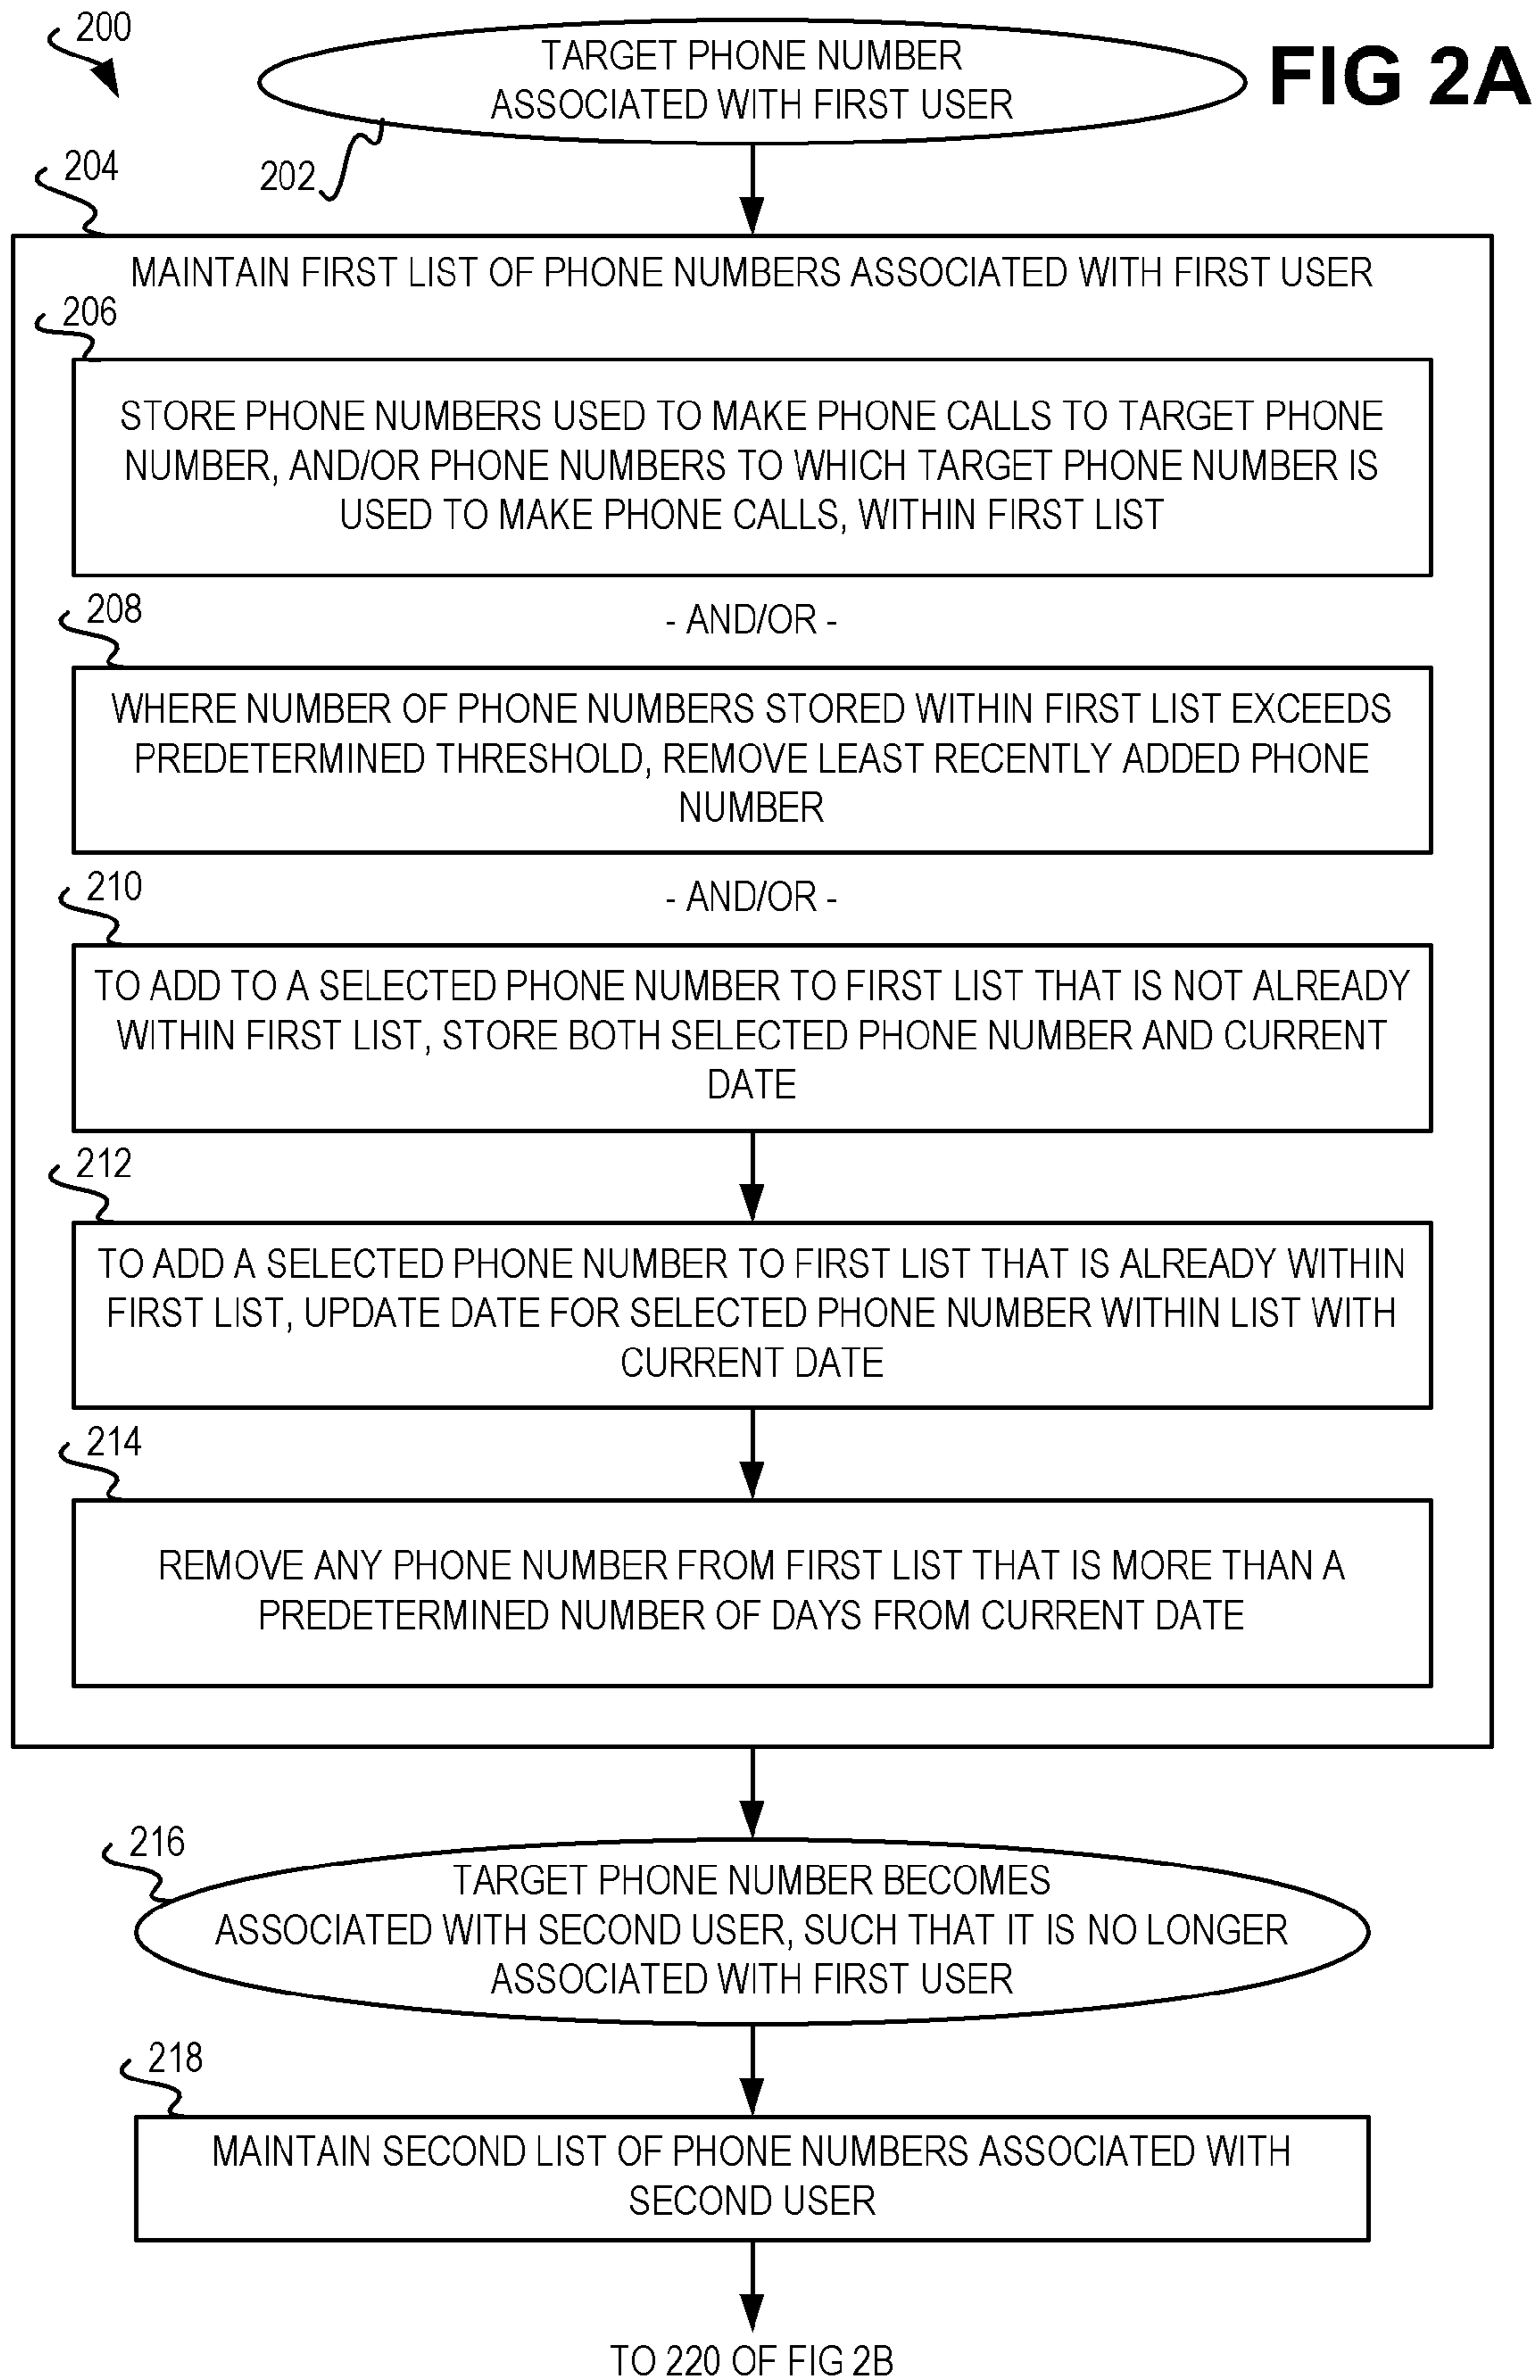 200
TARGET PHONE NUMBER
ASSOCIATED WITH FIRST USER
FIG 2A
202
204
MAINTAIN FIRST LIST OF PHONE NUMBERS ASSOCIATED WITH FIRST USER
206
STORE PHONE NUMBERS USED TO MAKE PHONE CALLS TO TARGET PHONE
NUMBER, AND/OR PHONE NUMBERS TO WHICH TARGET PHONE NUMBER IS
USED TO MAKE PHONE CALLS, WITHIN FIRST LIST
208
- AND/OR -
WHERE NUMBER OF PHONE NUMBERS STORED WITHIN FIRST LIST EXCEEDS
PREDETERMINED THRESHOLD, REMOVE LEAST RECENTLY ADDED PHONE
NUMBER
210
- AND/OR -
TO ADD TO A SELECTED PHONE NUMBER TO FIRST LIST THAT IS NOT ALREADY
WITHIN FIRST LIST, STORE BOTH SELECTED PHONE NUMBER AND CURRENT
DATE
212
TO ADD A SELECTED PHONE NUMBER TO FIRST LIST THAT IS ALREADY WITHIN
FIRST LIST, UPDATE DATE FOR SELECTED PHONE NUMBER WITHIN LIST WITH
CURRENT DATE
214
REMOVE ANY PHONE NUMBER FROM FIRST LIST THAT IS MORE THAN A
PREDETERMINED NUMBER OF DAYS FROM CURRENT DATE
216
TARGET PHONE NUMBER BECOMES
ASSOCIATED WITH SECOND USER, SUCH THAT IT IS NO LONGER
ASSOCIATED WITH FIRST USER
218
MAINTAIN SECOND LIST OF PHONE NUMBERS ASSOCIATED WITH
SECOND USER
TO 220 OF FIG 2B